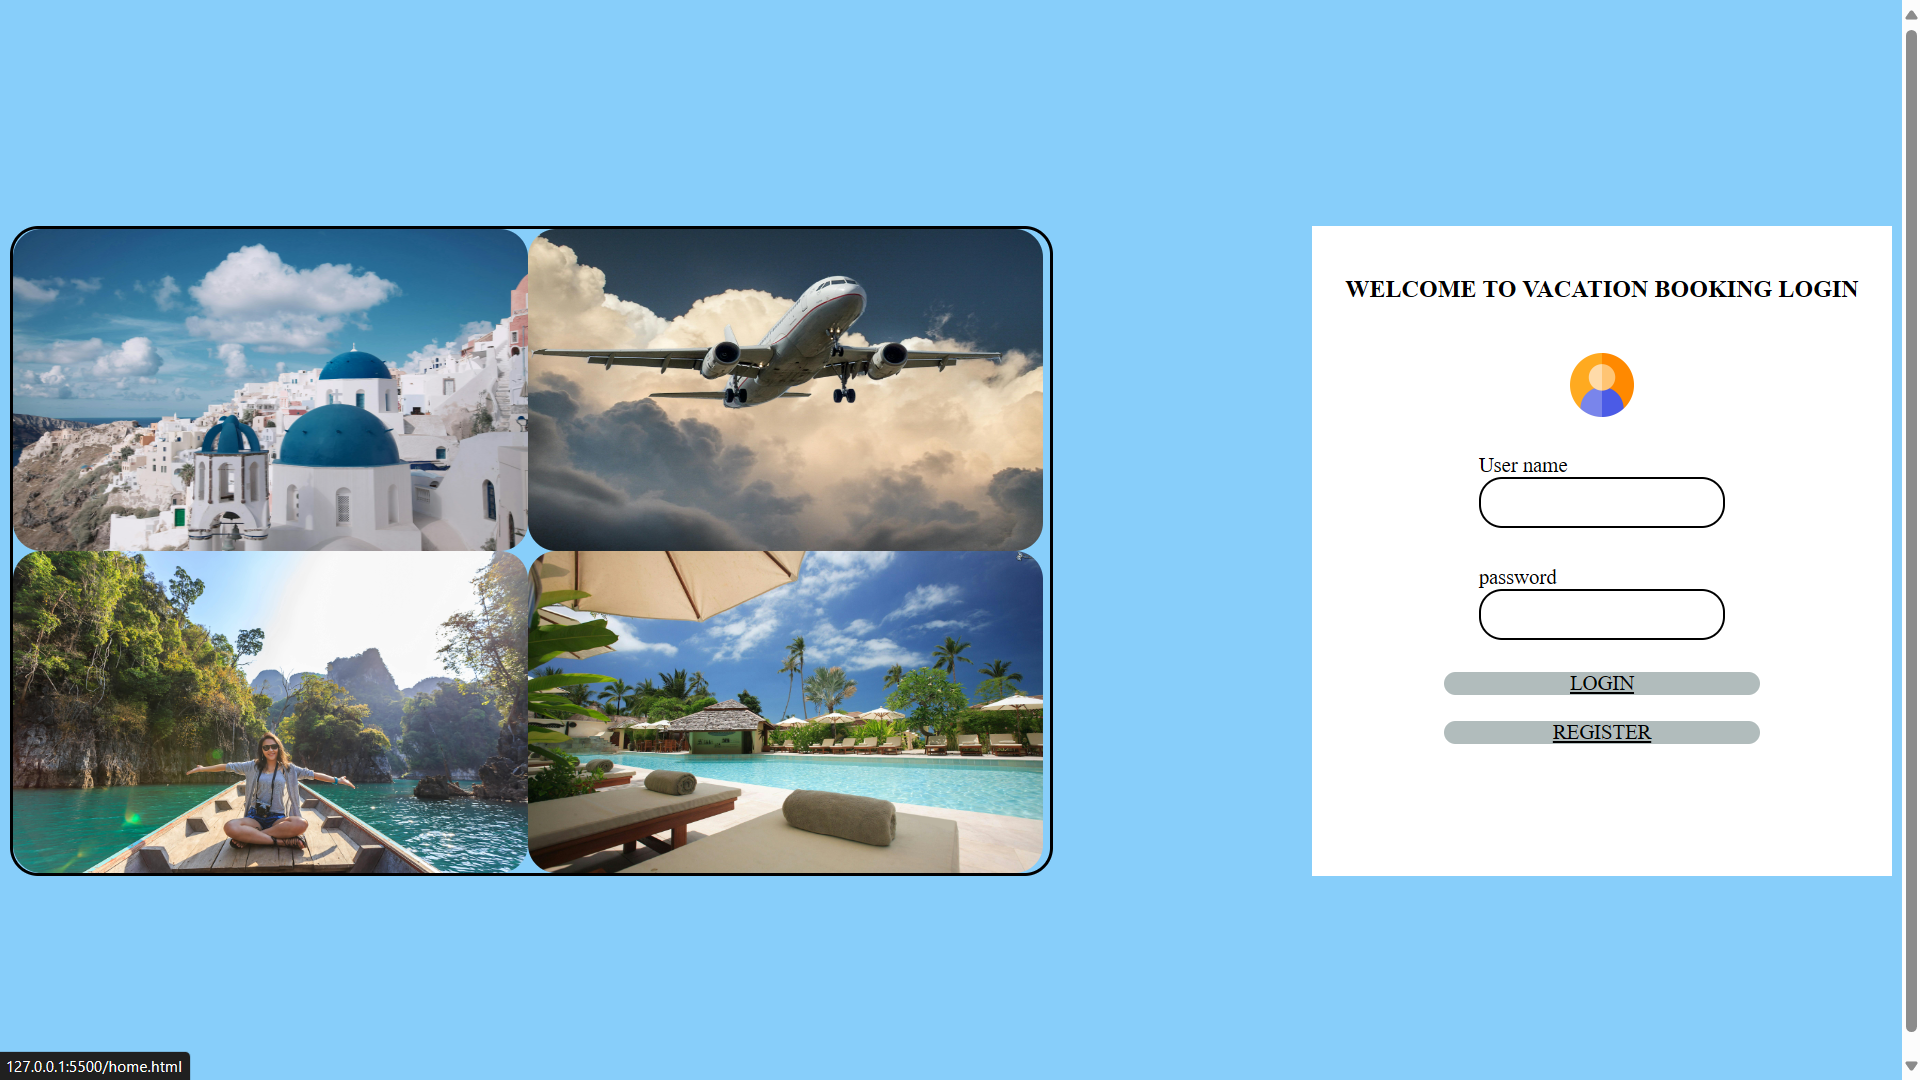 WELCOME TO VACATION BOOKING LOGIN
User name
password
LOGIN
REGISTER
127.0.0.1:5500/home.html